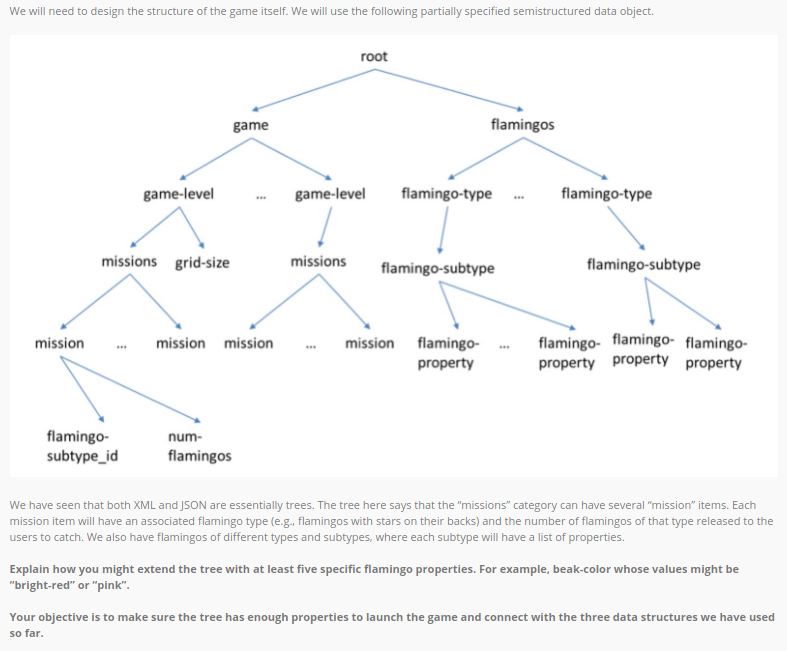 We will need to design the structure of the game itself. We will use the following partially specified semistructured data object.
root
game
flamingos
game-level
...
game-level
flamingo-type
...
flamingo-type
missions
grid-size
missions
flamingo-subtype
flamingo-subtype
mission
...
mission
mission
...
mission
flamingo-
property
...
flamingo-
property
flamingo-
property
flamingo-
property
flamingo-
subtype_id
num-
flamingos
We have seen that both XML and JSON are essentially trees. The tree here says that the “missions” category can have several “mission” items. Each
mission item will have an associated flamingo type (e.g., flamingos with stars on their backs) and the number of flamingos of that type released to the
users to catch. We also have flamingos of different types and subtypes, where each subtype will have a list of properties.
Explain how you might extend the tree with at least five specific flamingo properties. For example, beak-color whose values might be
“bright-red” or “pink”.
Your objective is to make sure the tree has enough properties to launch the game and connect with the three data structures we have used
so far.